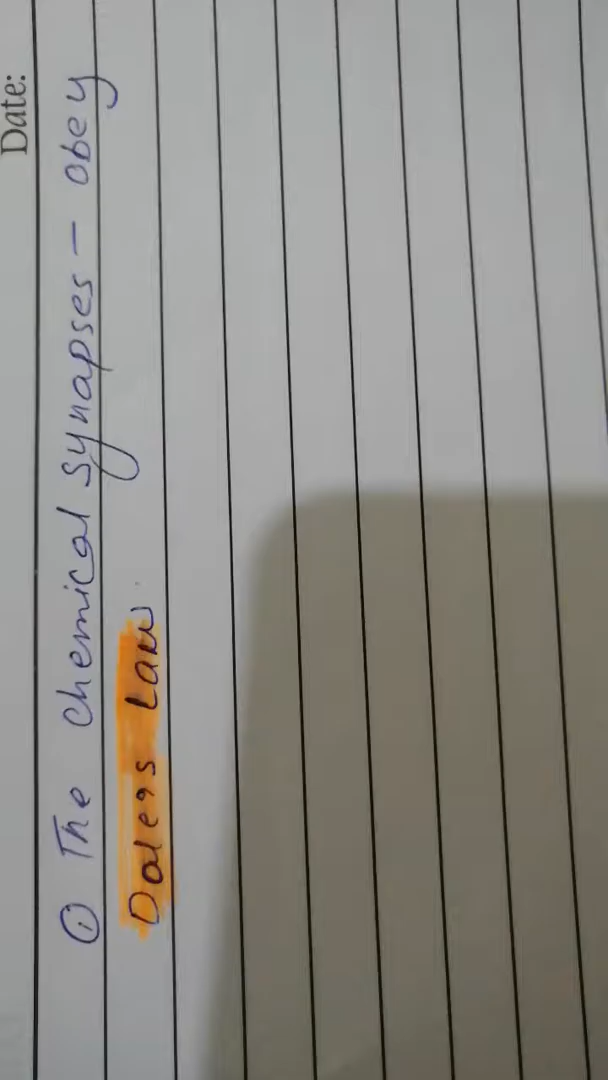 Date:
① The chemical synapses - obey
Dale's Law.